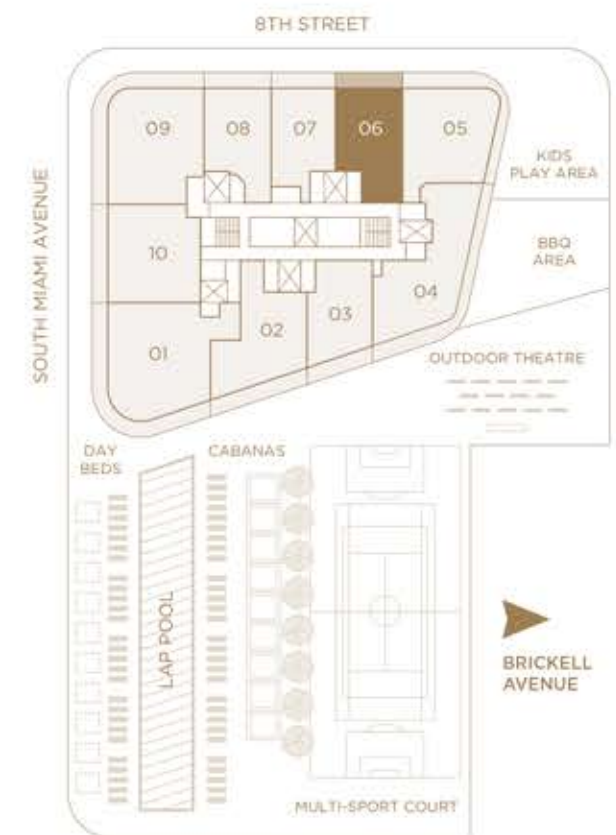 8TH STREET
SOUTH MIAMI AVENUE
09
08
07
06
05
KIDS
PLAY AREA
10
BBQ
AREA
04
01
02
03
OUTDOOR THEATRE
DAY
BEDS
CABANAS
LAP POOL
BRICKELL
AVENUE
MULTI-SPORT COURT